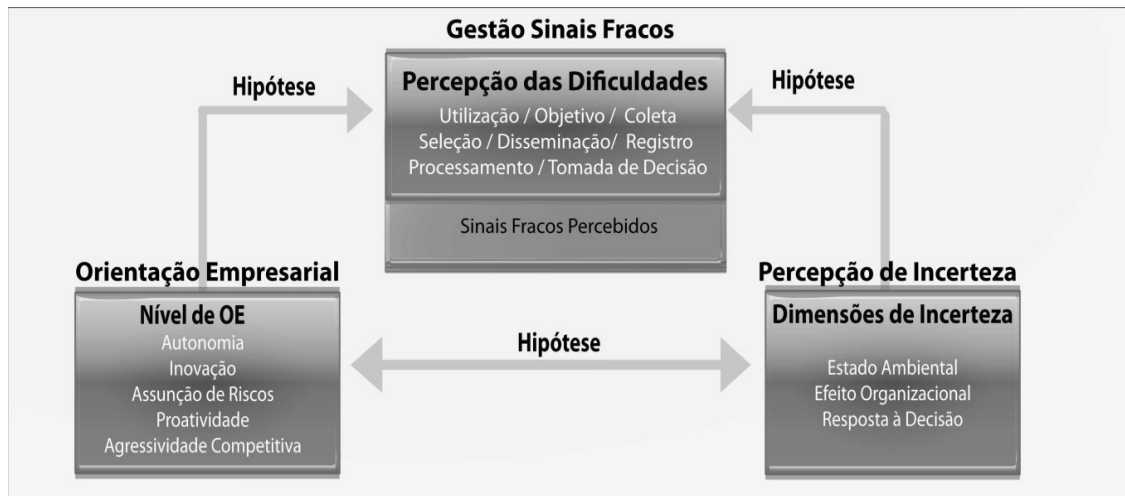 Gestão Sinais Fracos
Hipótese
Percepção das Dificuldades
Utilização / Objetivo / Coleta
Seleção / Disseminação/ Registro
Processamento / Tomada de Decisão
Sinais Fracos Percebidos
Hipótese
Orientação Empresarial
Nível de OE
Autonomia
Inovação
Assunção de Riscos
Proatividade
Agressividade Competitiva
Hipótese
Percepção de Incerteza
Dimensões de Incerteza
Estado Ambiental
Efeito Organizacional
Resposta à Decisão